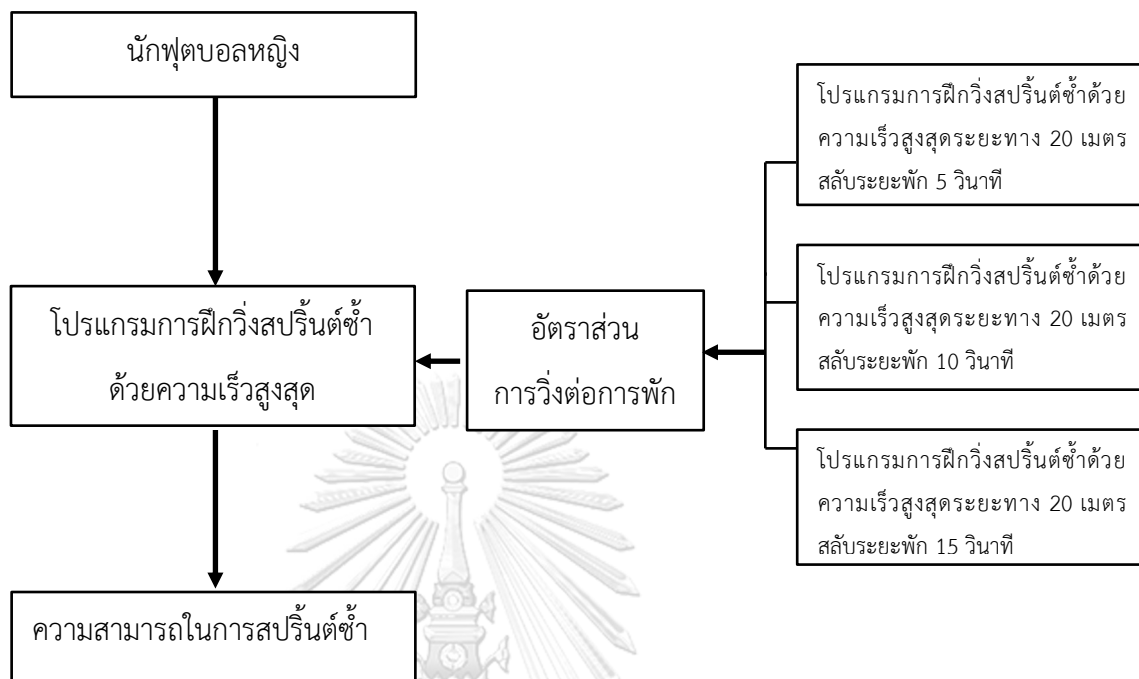 นักฟุตบอลหญิง
โปรแกรมการฝึกวิ่งสปริ้นต์ซ้ำ
ด้วยความเร็วสูงสุด
ความสามารถในการสปริ้นต์ซ้ำ
อัตราส่วน
การวิ่งต่อการพัก
โปรแกรมการฝึกวิ่งสปริ้นต์ซ้ำด้วย
ความเร็วสูงสุดระยะทาง 20 เมตร
สลับระยะพัก 5 วินาที
โปรแกรมการฝึกวิ่งสปริ้นต์ซ้ำด้วย
ความเร็วสูงสุดระยะทาง 20 เมตร
สลับระยะพัก 10 วินาที
โปรแกรมการฝึกวิ่งสปริ้นต์ซ้ำด้วย
ความเร็วสูงสุดระยะทาง 20 เมตร
สลับระยะพัก 15 วินาที